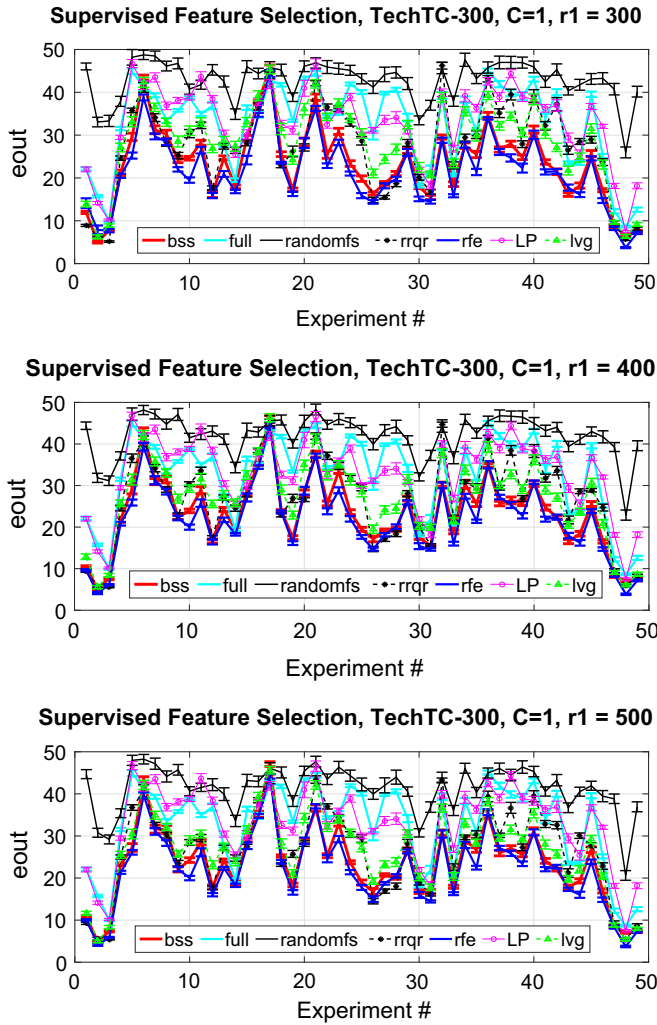 Supervised Feature Selection, TechTC-300, C=1, r1 = 300
50
40
30
20
10
0
eout
bss full randomfs rrqr rfe LP lvg
0 10 20 30 40 50
Experiment #
Supervised Feature Selection, TechTC-300, C=1, r1 = 400
50
40
30
20
10
0
eout
bss full randomfs rrqr rfe LP lvg
0 10 20 30 40 50
Experiment #
Supervised Feature Selection, TechTC-300, C=1, r1 = 500
50
40
30
20
10
0
eout
bss full randomfs rrqr rfe LP lvg
0 10 20 30 40 50
Experiment #